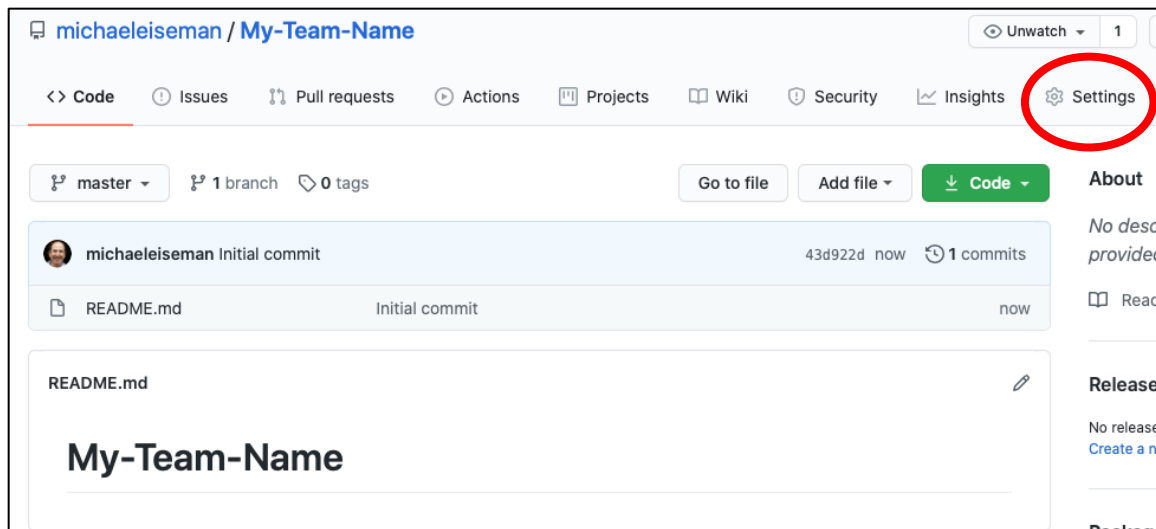 michaeleiseman / My-Team-Name
Unwatch 1
Code Issues Pull requests Actions Projects Wiki Security Insights Settings
master 1 branch 0 tags Go to file Add file Code About
No
michaeleiseman Initial commit 43d922d now 1 commits
README.md Initial commit now
README.md
My-Team-Name
No
Create a